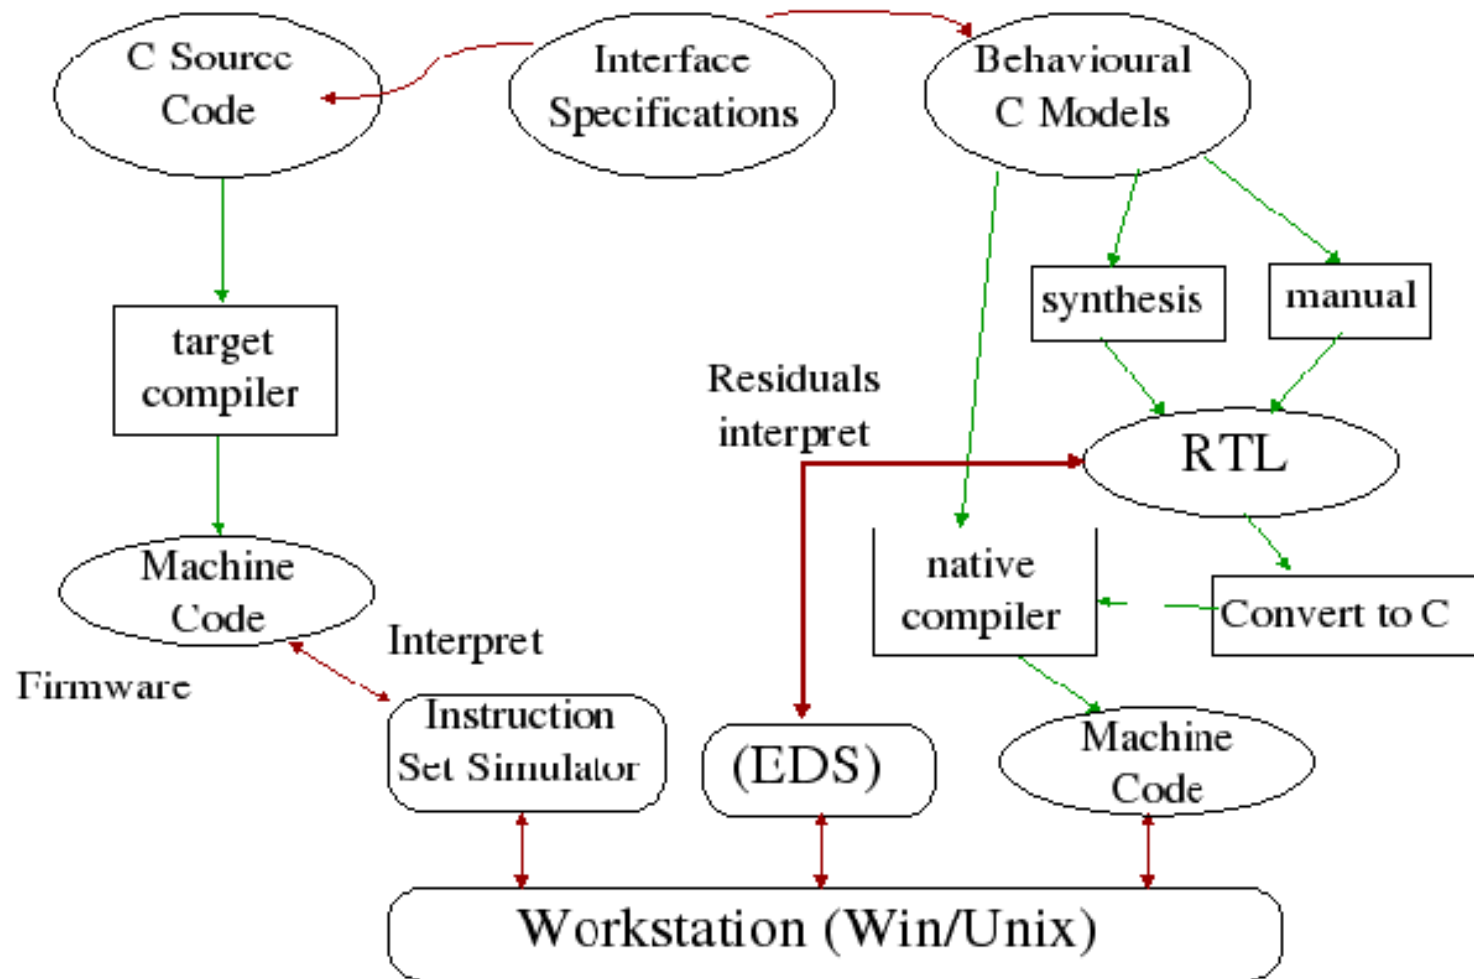 C Source
Code
Interface
Specifications
Behavioural
C Models
synthesis
manual
target
compiler
Residuals
interpret
RTL
Machine
Code
native
compiler
Convert to C
Interpret
Firmware
Instruction
Set Simulator
(EDS)
Machine
Code
Workstation (Win/Unix)